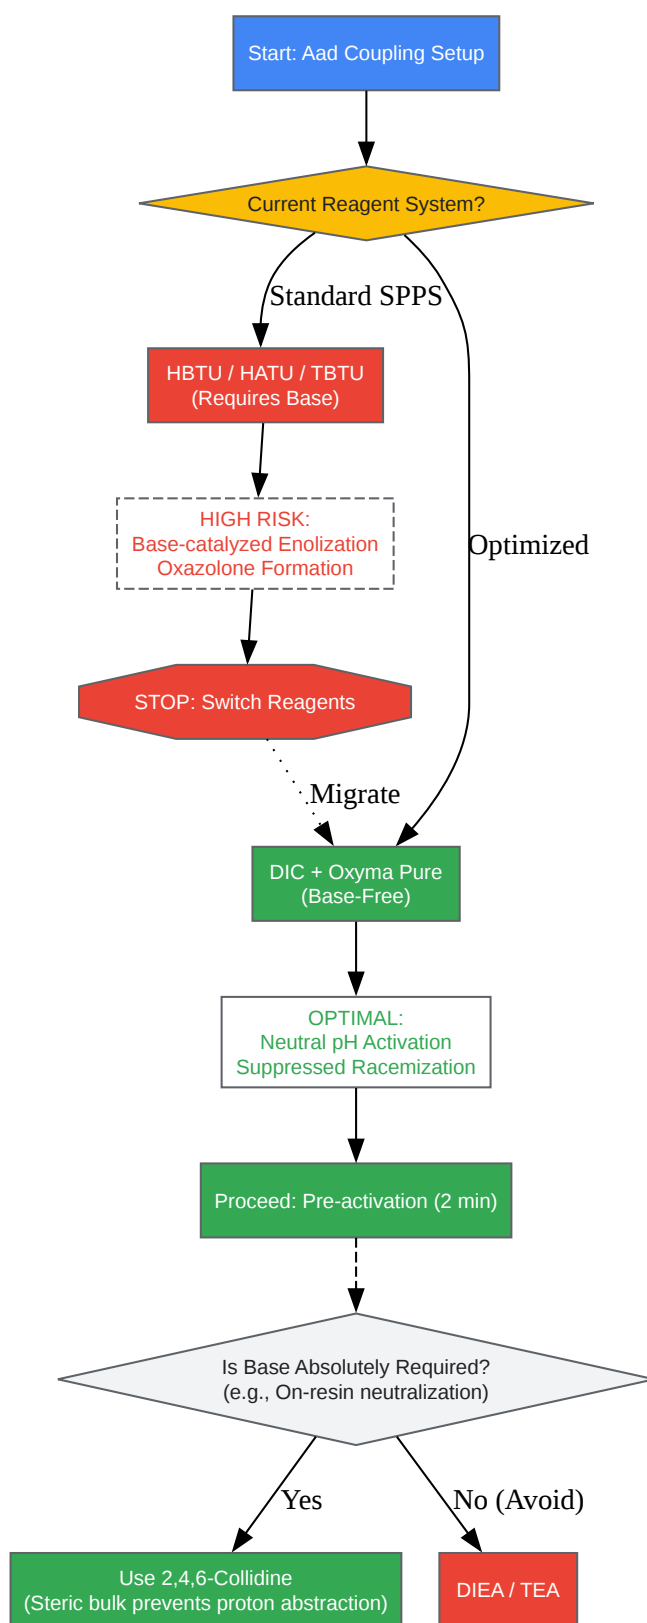 Start: Aad Coupling Setup
Current Reagent System?
Standard SPPS
HBTU / HATU / TBTU
(Requires Base)
HIGH RISK:
Base-catalyzed Enolization
Oxazolone Formation
Optimized
STOP: Switch Reagents
Migrate
DIC + Oxyma Pure
(Base-Free)
OPTIMAL:
Neutral pH Activation
Suppressed Racemization
Proceed: Pre-activation (2 min)
Is Base Absolutely Required?
(e.g., On-resin neutralization)
Yes
No (Avoid)
Use 2,4,6-Collidine
(Steric bulk prevents proton abstraction)
DIEA / TEA